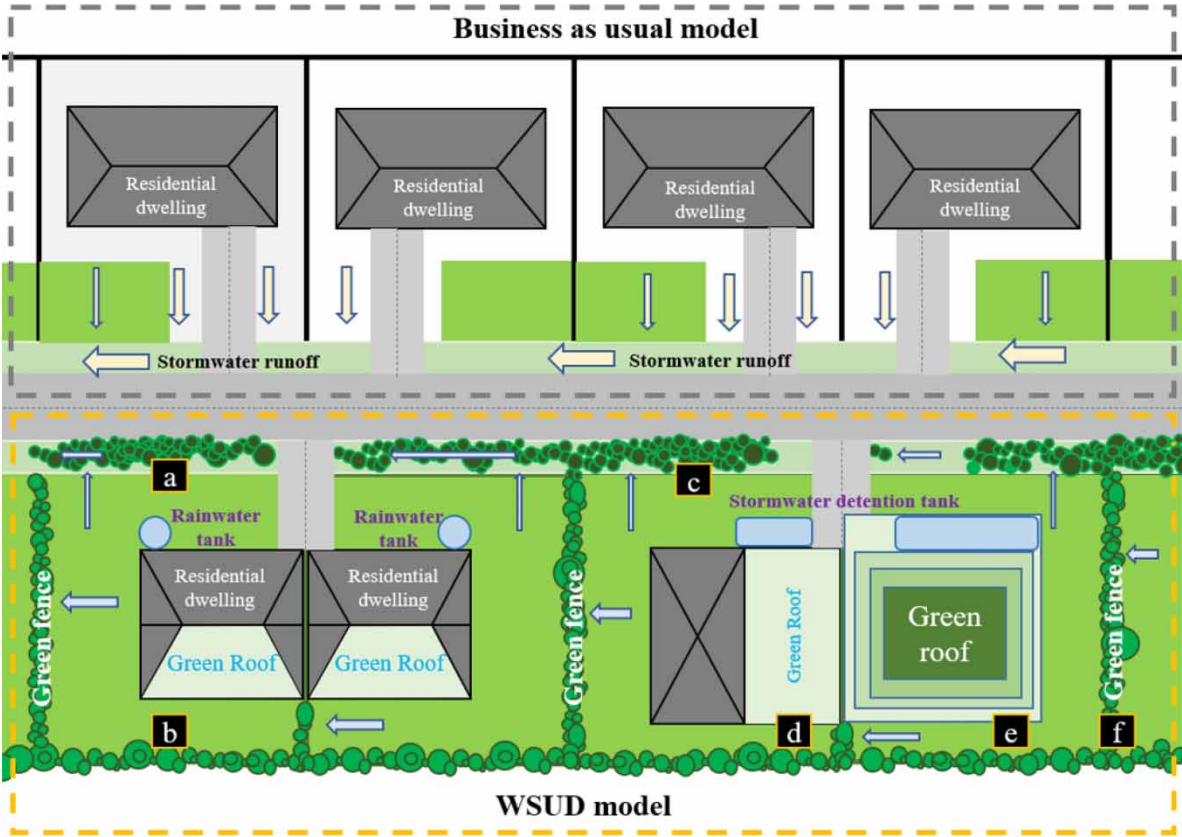 Business as usual model
Residential
dwelling
Residential
dwelling
Residential
dwelling
Residential
dwelling
Stormwater runoff
Stormwater runoff
a
c
Rainwater
tank
Rainwater
tank
Stormwater detention tank
Green fence
Residential
dwelling
Residential
dwelling
Green Roof
Green Roof
Green fence
Green Roof
Green
roof
Green fence
b
d
e
f
WSUD model